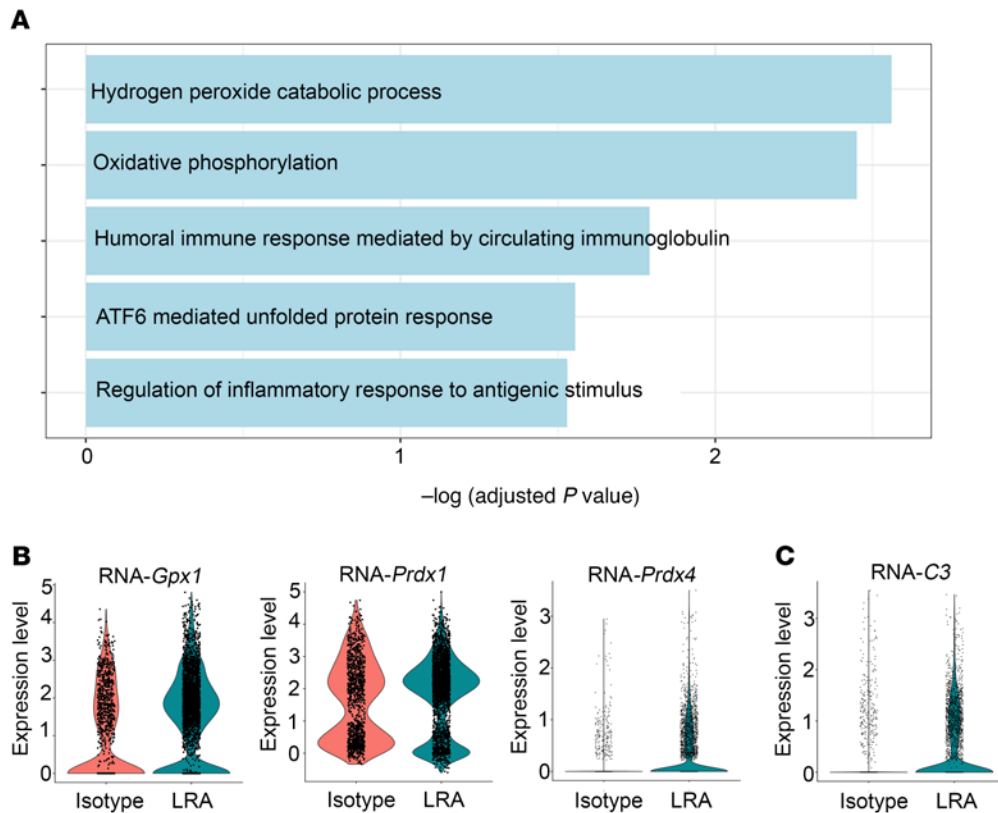 A
Hydrogen peroxide catabolic process
Oxidative phosphorylation
Humoral immune response mediated by circulating immunoglobulin
ATF6 mediated unfolded protein response
Regulation of inflammatory response to antigenic stimulus
0 1 2
–log (adjusted P value)
B
RNA-Gpx1
Expression level
5
4
3
2
1
0
Isotype LRA
RNA-Prdx1
Expression level
5
4
3
2
1
0
Isotype LRA
RNA-Prdx4
Expression level
3
2
1
0
Isotype LRA
C
RNA-C3
Expression level
3
2
1
0
Isotype LRA